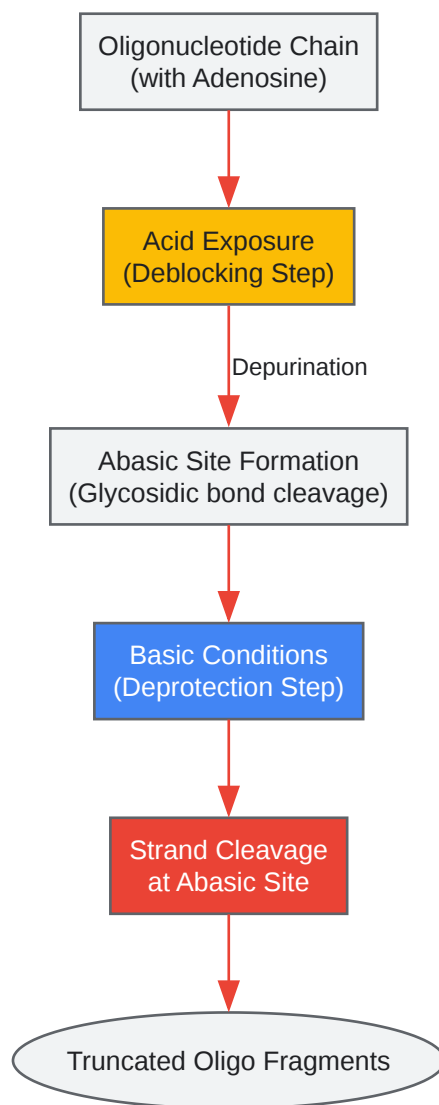 Oligonucleotide Chain
(with Adenosine)
Acid Exposure
(Deblocking Step)
Depurination
Abasic Site Formation
(Glycosidic bond cleavage)
Basic Conditions
(Deprotection Step)
Strand Cleavage
at Abasic Site
Truncated Oligo Fragments